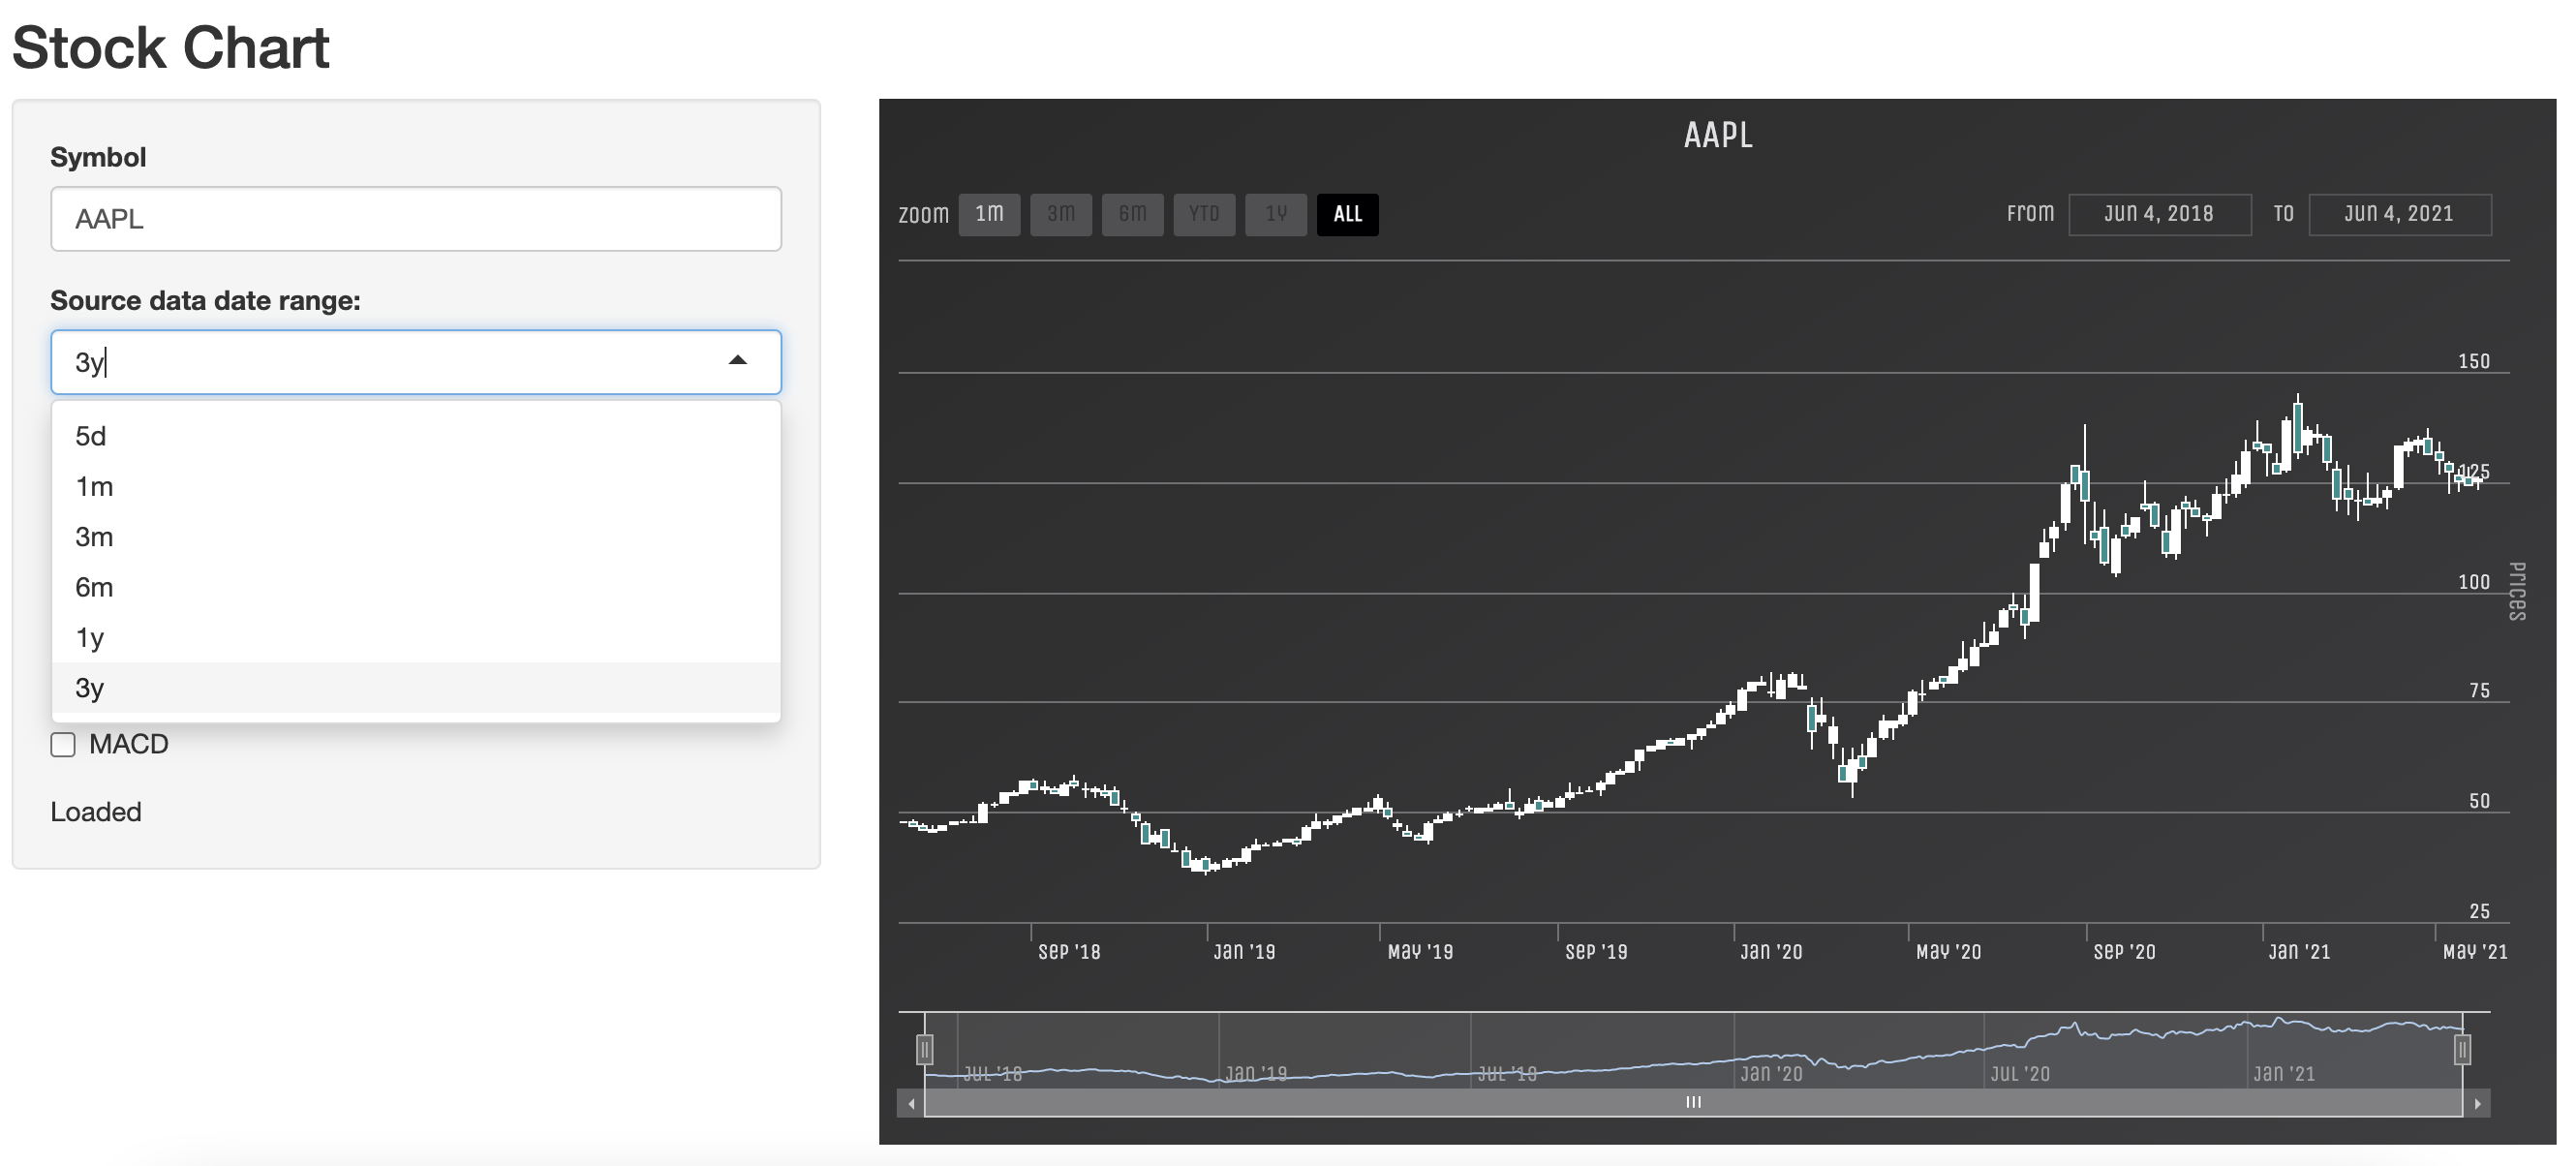 Stock Chart
Symbol
AAPL
Source data date range:
3y
5d
1m
3m
6m
1y
3y
MACD
Loaded
AAPL
Zoom 1m 3m 6m YTD 1y ALL
From Jun 4, 2018 To Jun 4, 2021
150
125
100
75
50
25
Prices
Sep '18 Jan '19 May '19 Sep '19 Jan '20 May '20 Sep '20 Jan '21 May '21
Jul '18 Jan '19 Jul '19 Jan '20 Jul '20 Jan '21